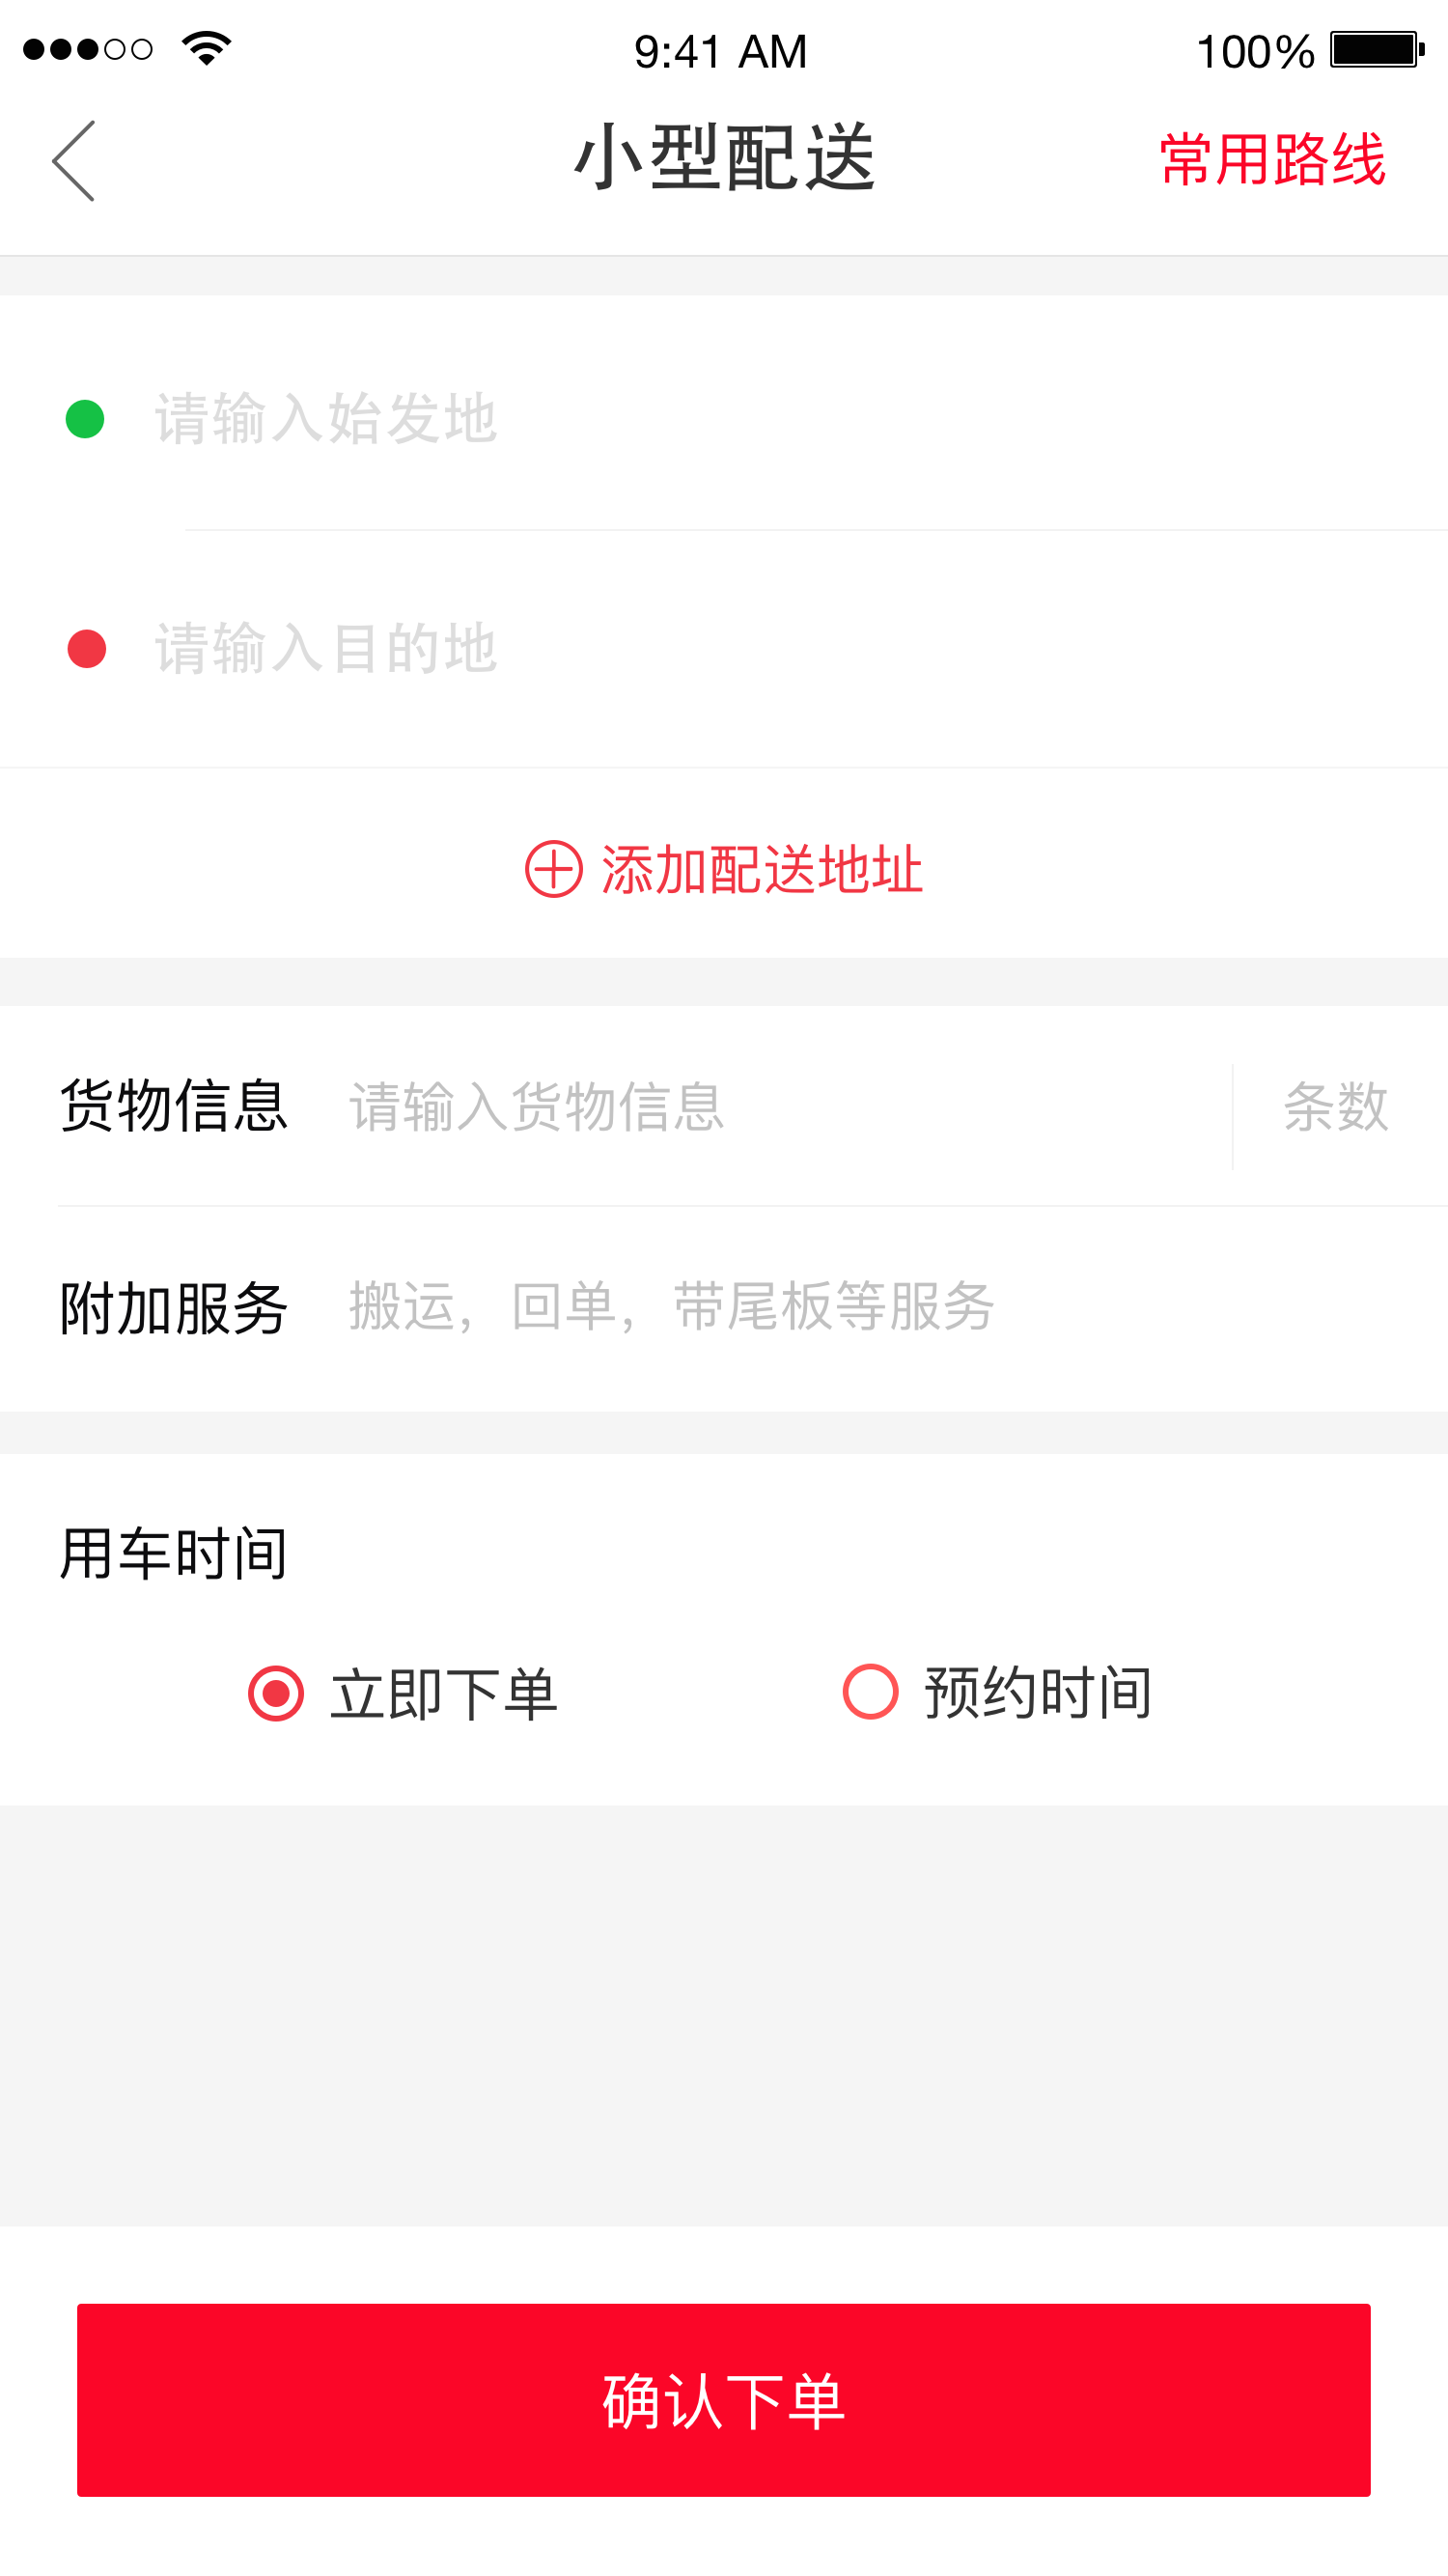 9:41 AM 100%
小型配送 常用路线
请输入始发地
请输入目的地
添加配送地址
货物信息 请输入货物信息 条数
附加服务 搬运，回单，带尾板等服务
用车时间
立即下单 预约时间
确认下单